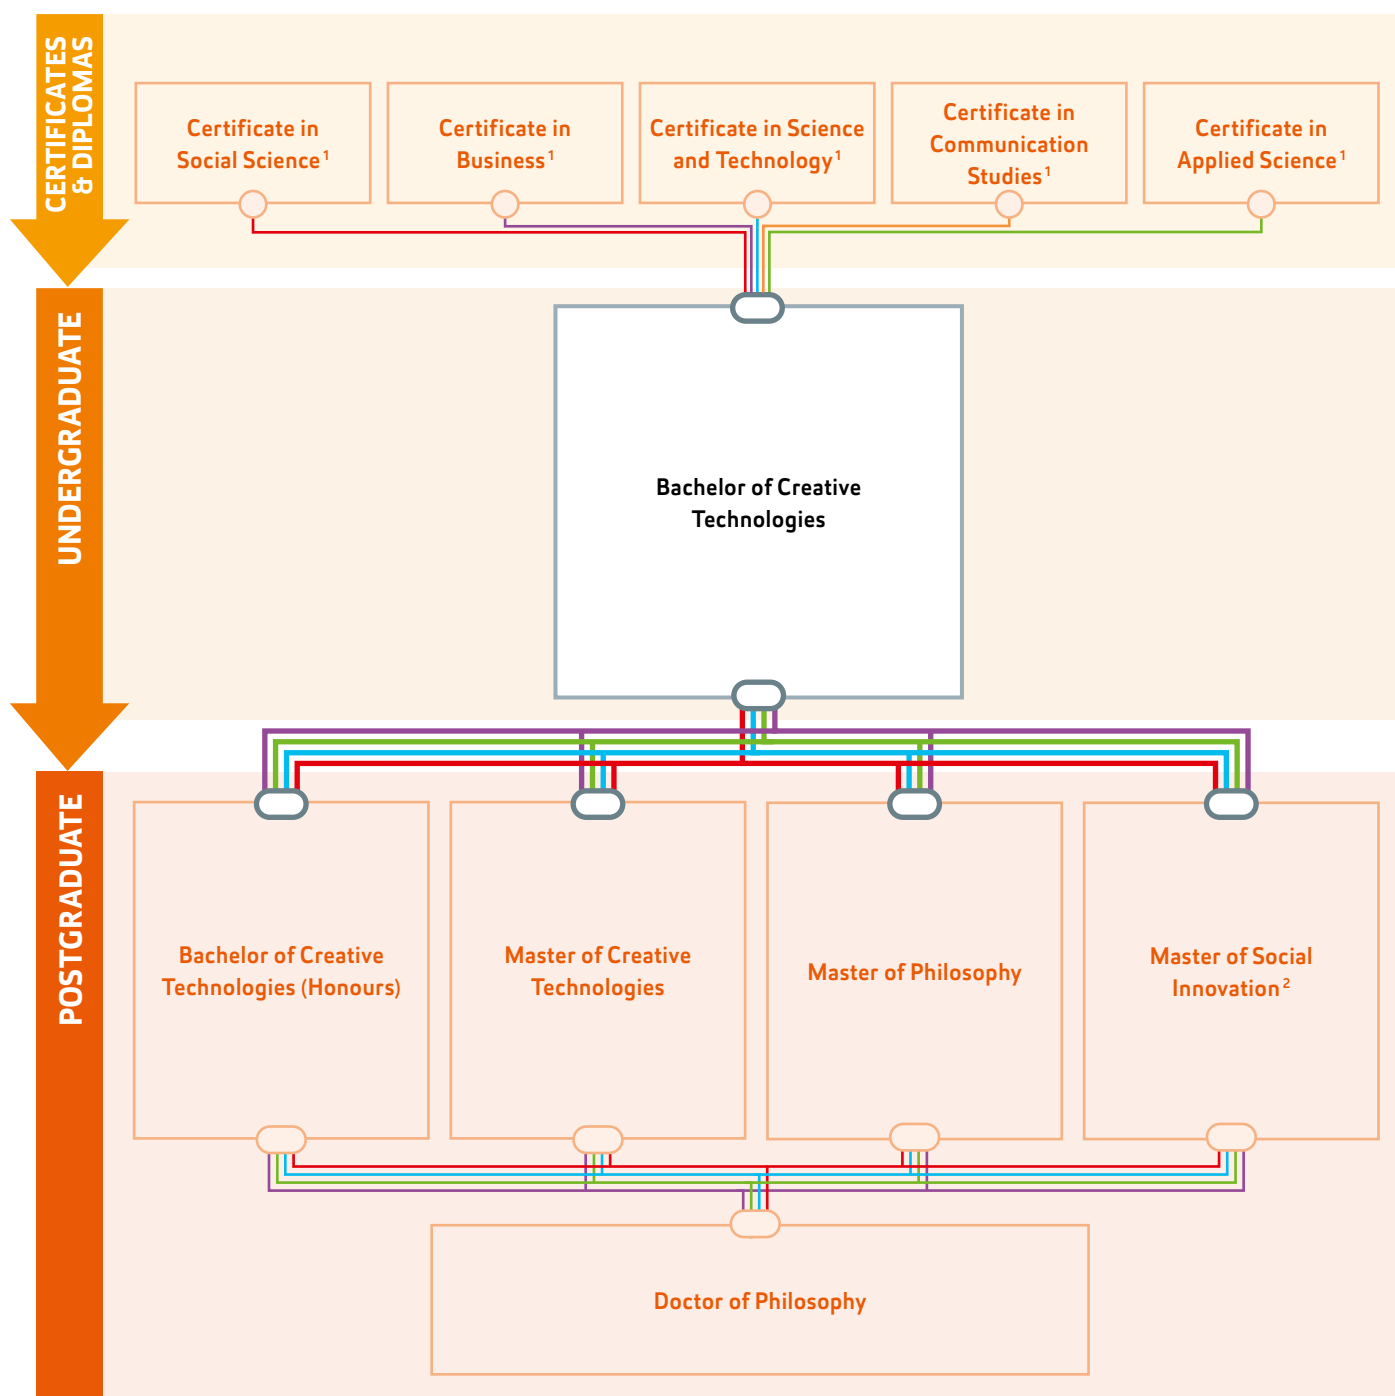 CERTIFICATES
& DIPLOMAS
Certificate in
Social Science¹
Certificate in
Business¹
Certificate in Science
and Technology¹
Certificate in
Communication
Studies¹
Certificate in
Applied Science¹
UNDERGRADUATE
Bachelor of Creative
Technologies
POSTGRADUATE
Bachelor of Creative
Technologies (Honours)
Master of Creative
Technologies
Master of Philosophy
Master of Social
Innovation²
Doctor of Philosophy